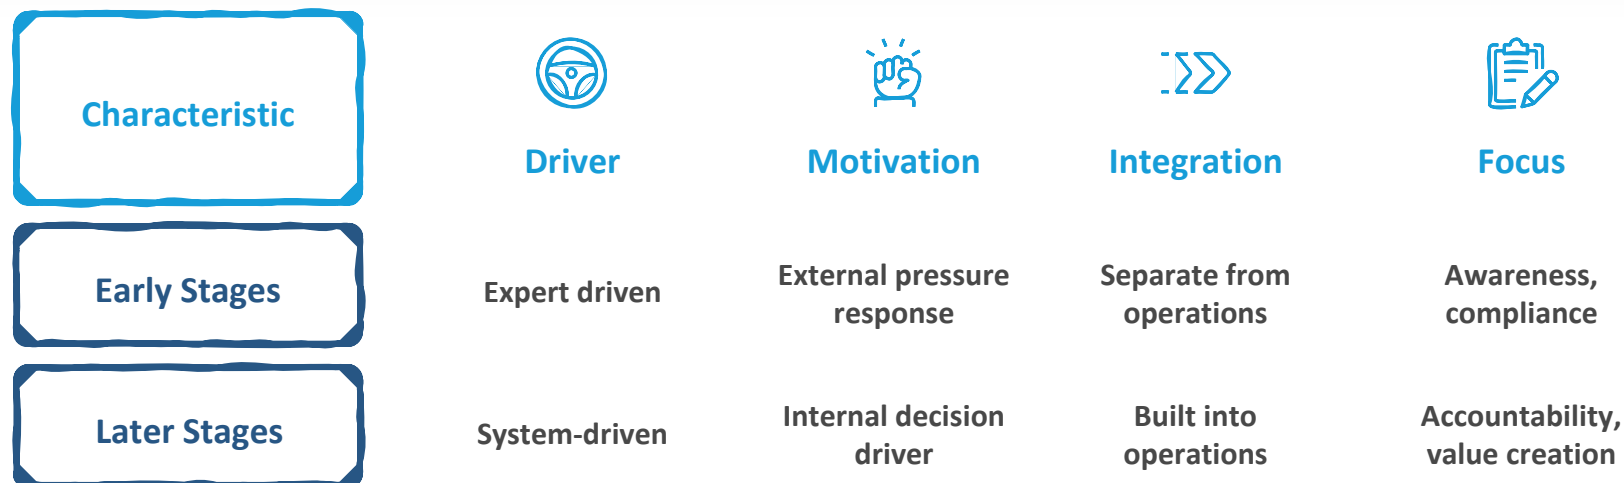 Characteristic
Driver
Motivation
Integration
Focus
Early Stages
Expert driven
External pressure
response
Separate from
operations
Awareness,
compliance
Later Stages
System-driven
Internal decision
driver
Built into
operations
Accountability,
value creation